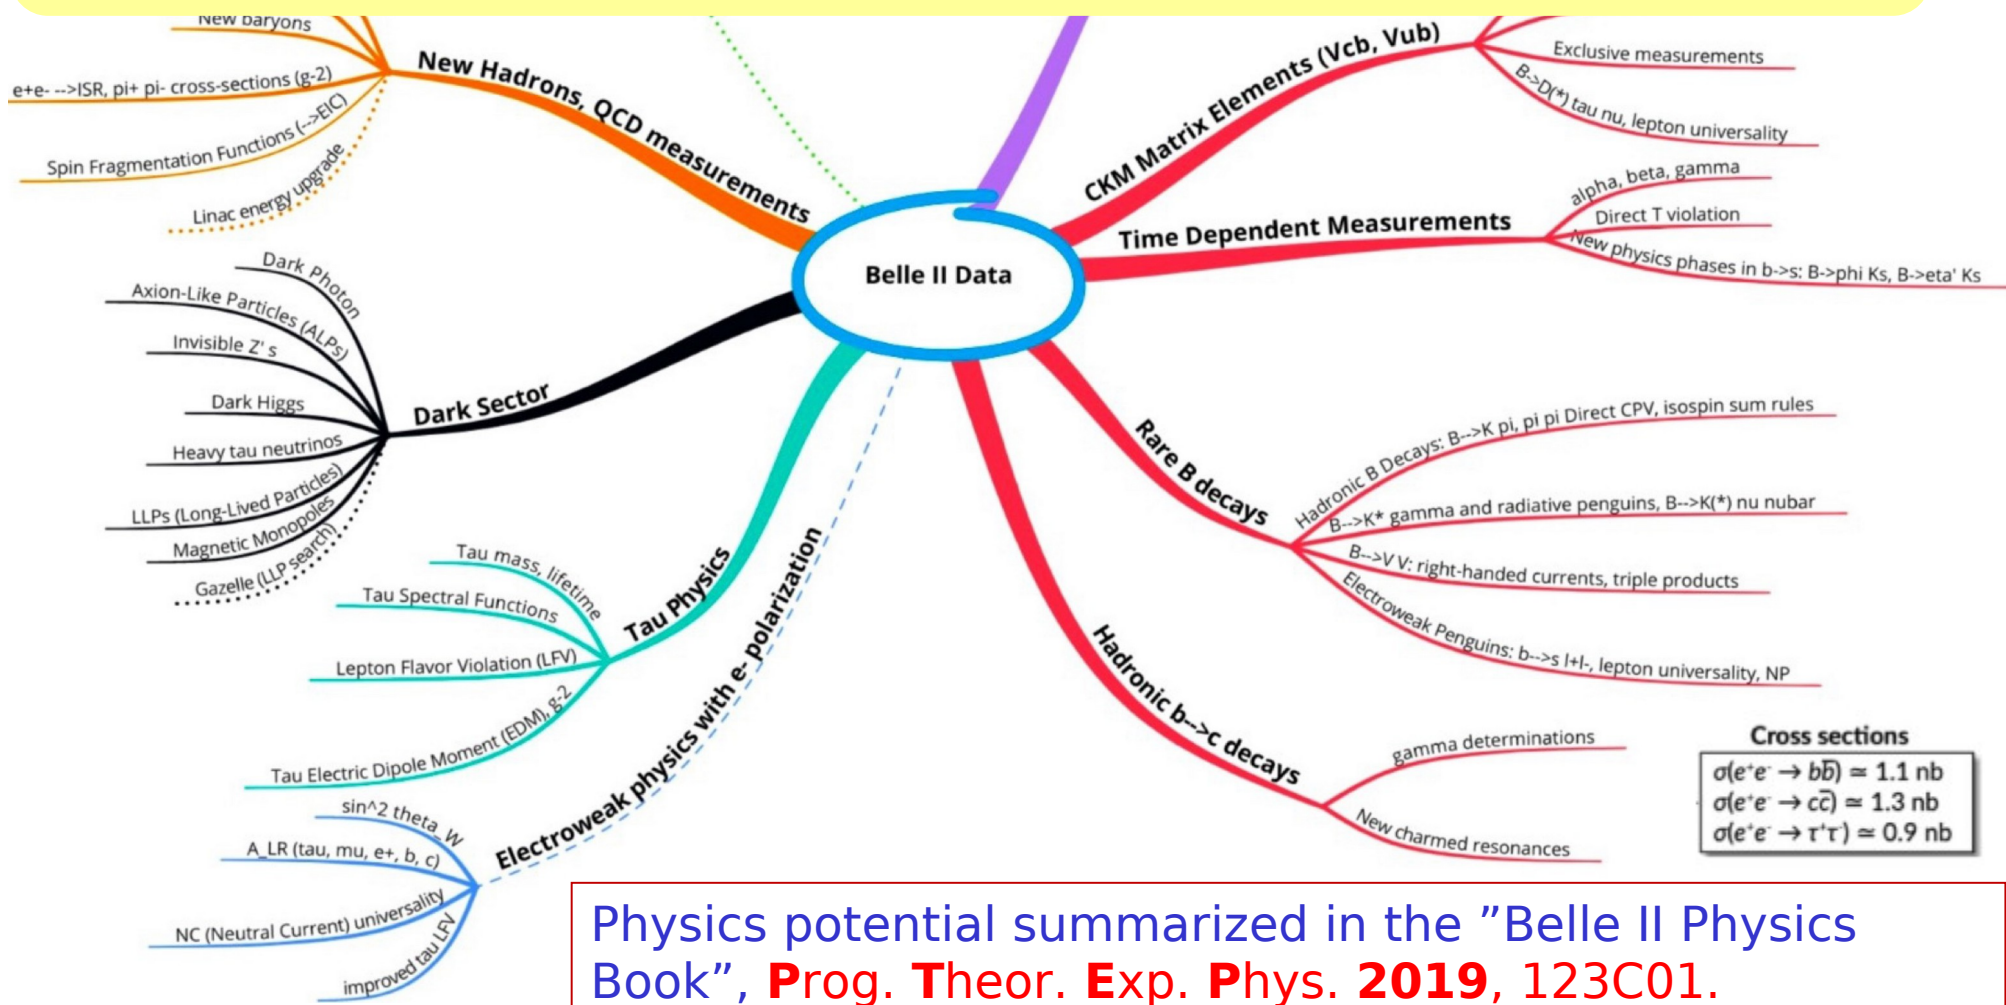 New baryons
e+e- -->ISR, pi+ pi- cross-sections (g-2)
Spin Fragmentation Functions (-->EIC)
Linac energy upgrade
New Hadrons, QCD measurements
CKM Matrix Elements (Vcb, Vub)
Exclusive measurements
B->D(*) tau nu, lepton universality
Time Dependent Measurements
alpha, beta, gamma
Direct T violation
New physics phases in b->s: B->phi Ks, B->eta' Ks
Belle II Data
Dark Photon
Axion-Like Particles (ALPs)
Invisible Z' s
Dark Higgs
Heavy tau neutrinos
LLPs (Long-Lived Particles)
Magnetic Monopoles
Gazelle (LLP search)
Dark Sector
Rare B decays
Hadronic B Decays: B-->K pi, pi pi Direct CPV, isospin sum rules
B-->K* gamma and radiative penguins, B-->K(*) nu nubar
B-->V V: right-handed currents, triple products
Electroweak Penguins: b-->s l+l-, lepton universality, NP
Tau mass, lifetime
Tau Spectral Functions
Lepton Flavor Violation (LFV)
Tau Electric Dipole Moment (EDM), g-2
Tau Physics
Hadronic b-->c decays
gamma determinations
New charmed resonances
Electroweak physics with e- polarization
sin^2 theta_W
A_LR (tau, mu, e+, b, c)
NC (Neutral Current) universality
improved tau LFV
Cross sections
σ(e⁺e⁻ → bb̅) ≃ 1.1 nb
σ(e⁺e⁻ → cc̅) ≃ 1.3 nb
σ(e⁺e⁻ → τ⁺τ⁻) ≃ 0.9 nb
Physics potential summarized in the ”Belle II Physics
Book”, Prog. Theor. Exp. Phys. 2019, 123C01.